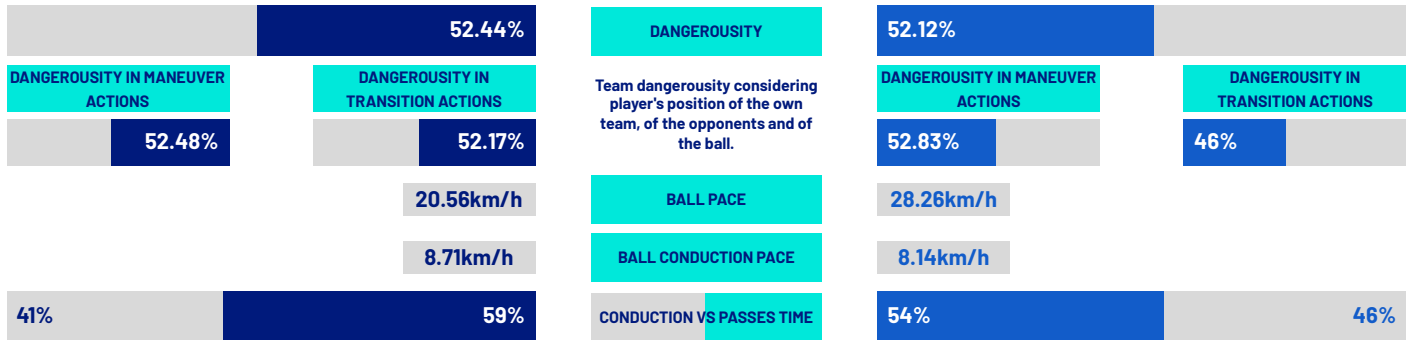 52.44%
DANGEROUSITY
52.12%
DANGEROUSITY IN MANEUVER
ACTIONS
DANGEROUSITY IN
TRANSITION ACTIONS
Team dangerousity considering
player's position of the own
team, of the opponents and of
the ball.
DANGEROUSITY IN MANEUVER
ACTIONS
DANGEROUSITY IN
TRANSITION ACTIONS
52.48%
52.17%
52.83%
46%
20.56km/h
BALL PACE
28.26km/h
8.71km/h
BALL CONDUCTION PACE
8.14km/h
41%
59%
CONDUCTION VS PASSES TIME
54%
46%